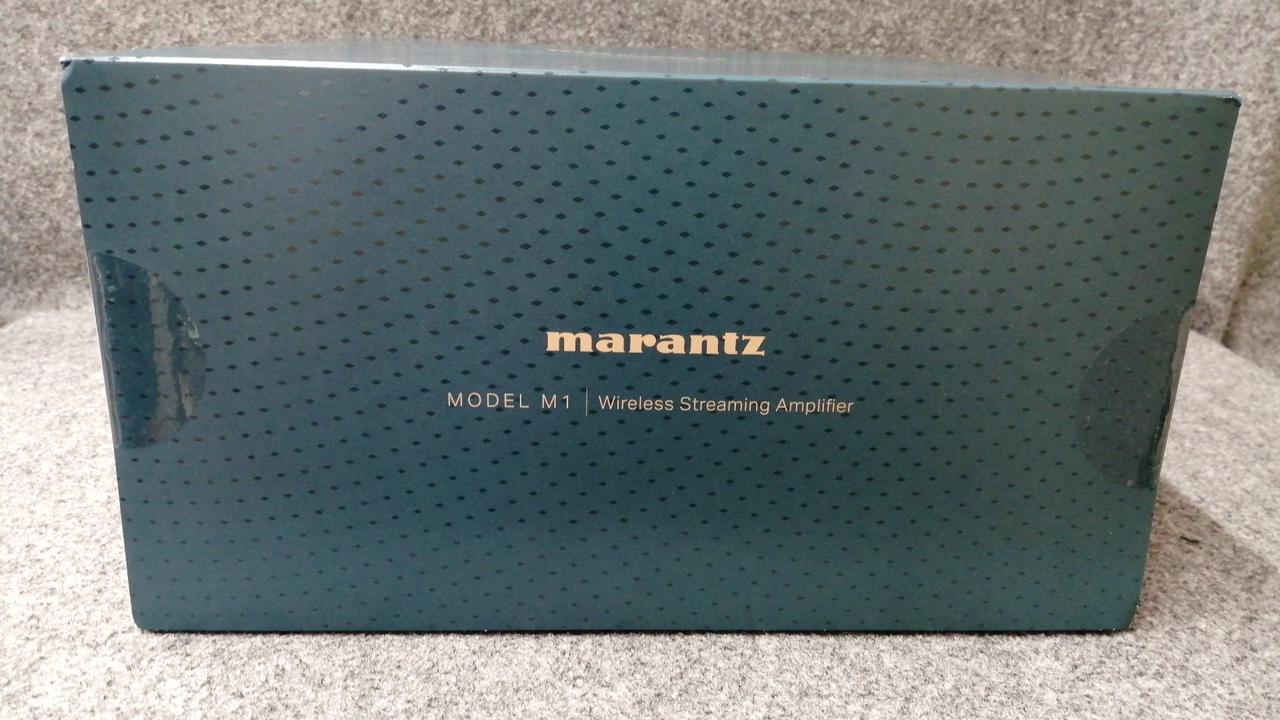 marantz
MODEL M1 | Wireless Streaming Amplifier